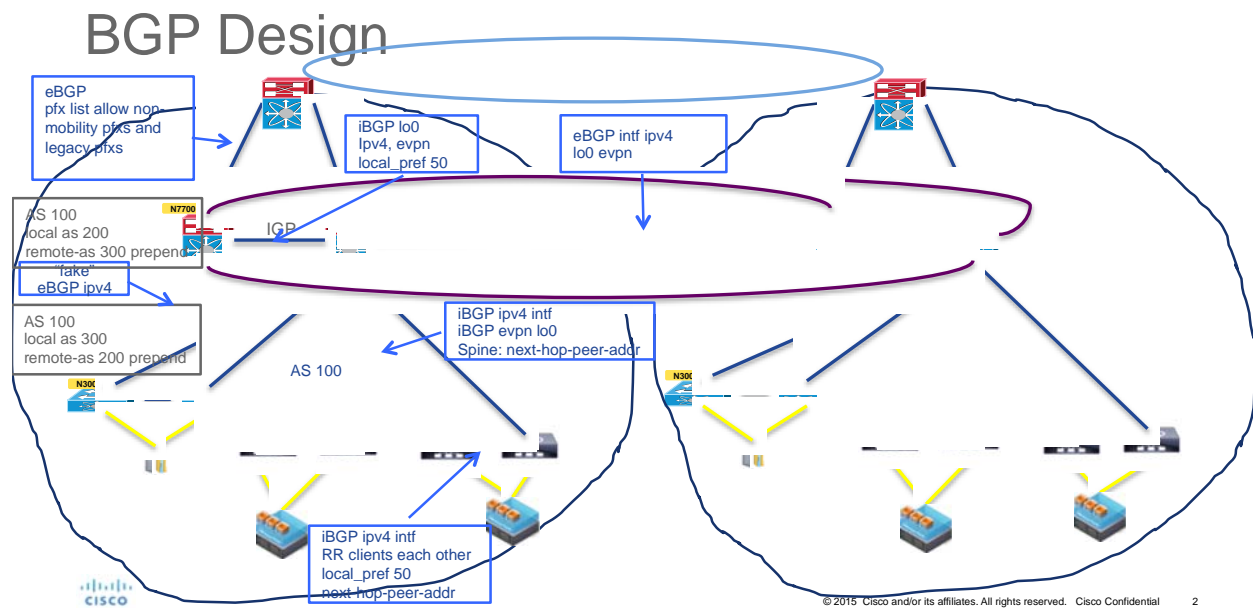 BGP Design
eBGP
pfx list allow non-
mobility pfxs and
legacy pfxs
iBGP lo0
Ipv4, evpn
local_pref 50
eBGP intf ipv4
lo0 evpn
N7700
AS 100
local as 200
remote-as 300 prepend
IGP
“fake”
eBGP ipv4
AS 100
local as 300
remote-as 200 prepend
iBGP ipv4 intf
iBGP evpn lo0
Spine: next-hop-peer-addr
AS 100
N300
N300
iBGP ipv4 intf
RR clients each other
local_pref 50
next-hop-peer-addr
CISCO
© 2015 Cisco and/or its affiliates. All rights reserved. Cisco Confidential 2